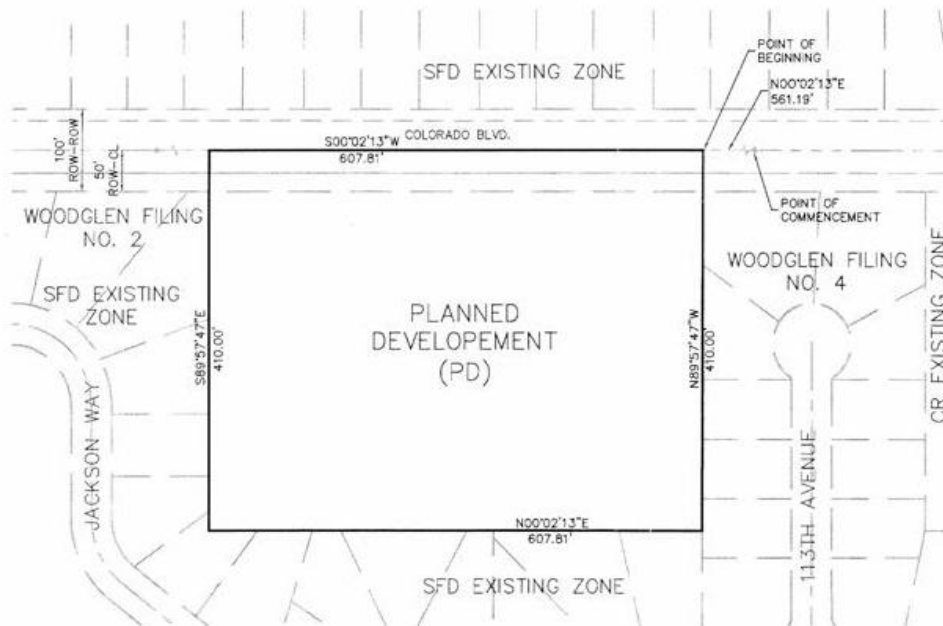 SFD EXISTING ZONE
POINT OF
BEGINNING
N00°02'13"E
561.19'
100'
ROW-ROW
50'
ROW-CL
S00°02'13"W
COLORADO BLVD.
607.81'
POINT OF
COMMENCEMENT
WOODGLEN FILING
NO. 2
SFD EXISTING
ZONE
WOODGLEN FILING
NO. 4
CR EXISTING ZONE
S89°57'47"E
410.00'
PLANNED
DEVELOPEMENT
(PD)
N89°57'47"W
410.00'
JACKSON WAY
113TH AVENUE
N00°02'13"E
607.81'
SFD EXISTING ZONE